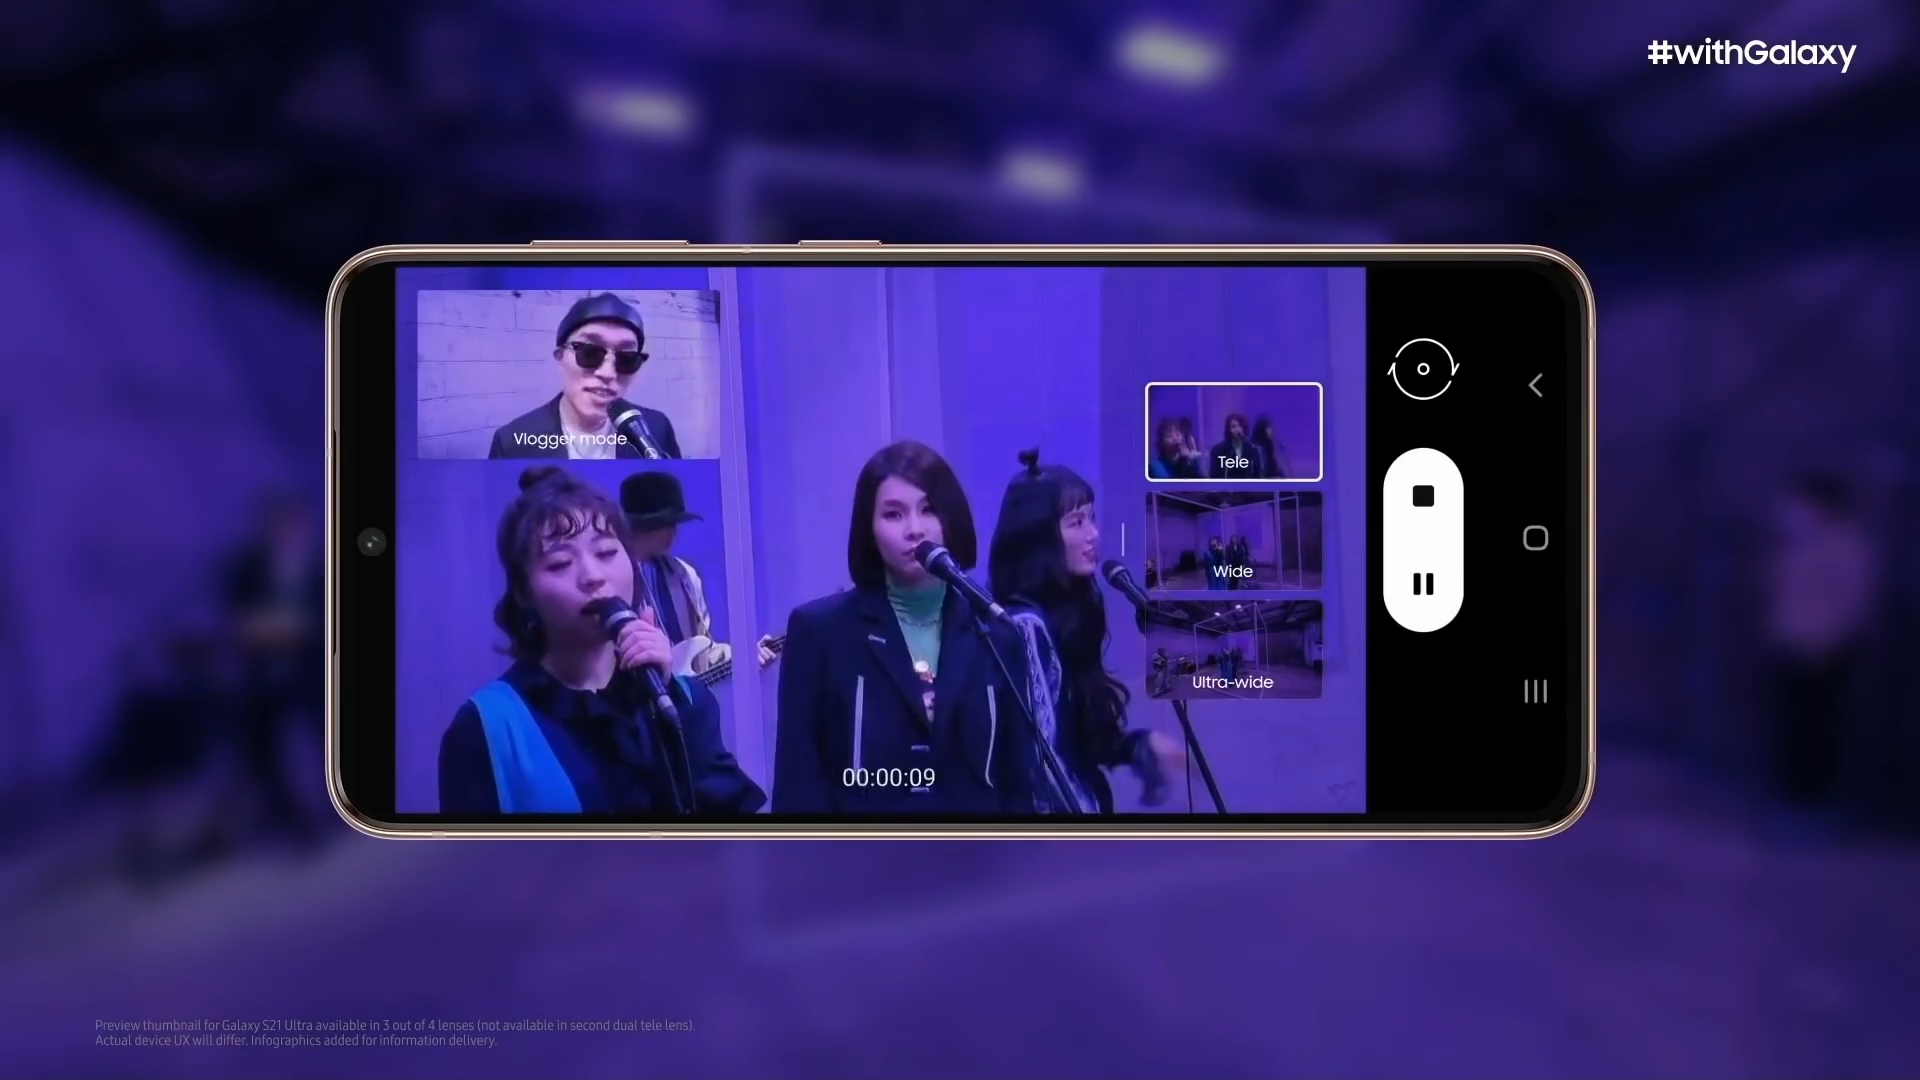 #withGalaxy
Vlogger mode
Tele
Wide
Ultra-wide
00:00:09
Preview thumbnail for Galaxy S21 Ultra available in 3 out of 4 lenses (not available in second dual tele lens).
Actual device UX will differ. Infographics added for information delivery.